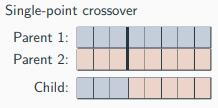 Single-point crossover
Parent 1:
Parent 2:
Child: